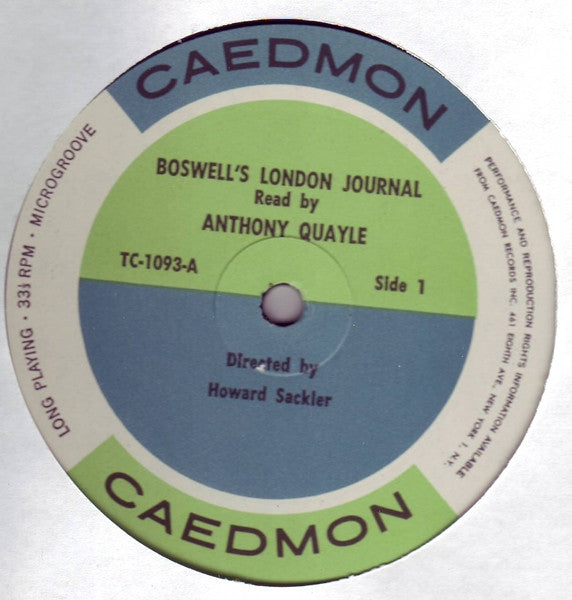 CAEDMON
BOSWELL'S LONDON JOURNAL
Read by
ANTHONY QUAYLE
TC-1093-A
Side 1
Directed by
Howard Sackler
LONG PLAYING · 33⅓ RPM · MICROGROOVE
PERFORMANCE AND REPRODUCTION RIGHTS INFORMATION AVAILABLE
FROM CAEDMON RECORDS INC. 461 EIGHTH AVE., NEW YORK 1, N.Y.
CAEDMON